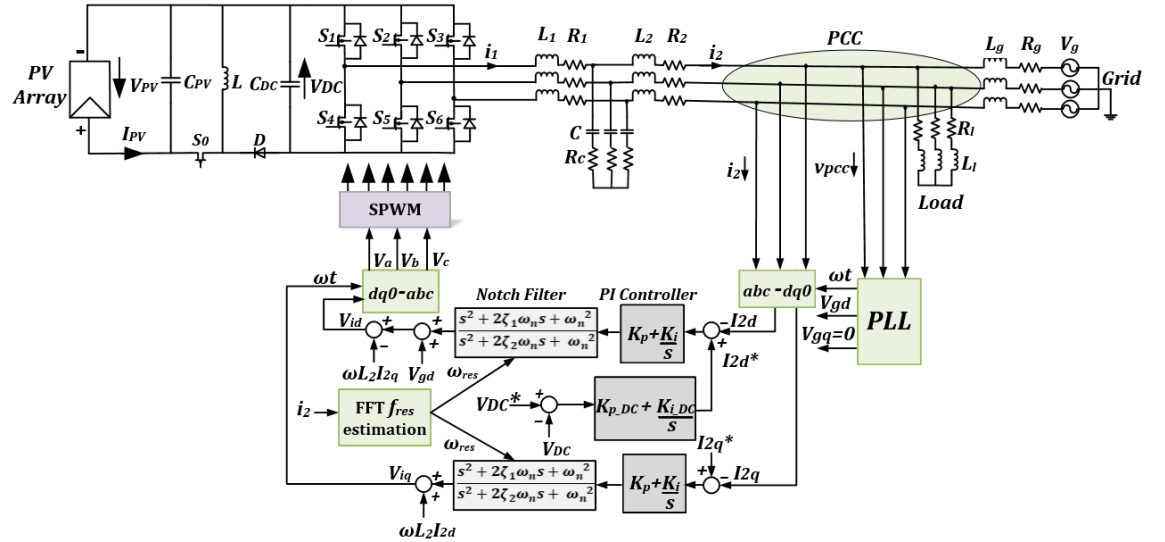 S1 S2 S3
L1 R1 L2 R2 PCC Lg Rg Vg
i1 i2
Grid
PV
Array
-
+
VPV CPV L CDC VDC
IPV S0 D
S4 S5 S6
C
Rc
Rl
Ll
Load
i2 vpcc
SPWM
Va Vb Vc
ωt
dq0-abc
abc-dq0
ωt
Vgd
Vgq=0
PLL
Notch Filter
PI Controller
Vid
+
-
+
+
s² + 2ζ₁ωₙs + ωₙ²
s² + 2ζ₂ωₙs + ωₙ²
Kp+Ki
s
-
I2d
+
I2d*
ωL2I2q
Vgd
ωres
i2
FFT fres
estimation
VDC*
+
-
VDC
Kp_DC + Ki_DC
s
ωres
I2q*
Viq
+
+
s² + 2ζ₁ωₙs + ωₙ²
s² + 2ζ₂ωₙs + ωₙ²
Kp+Ki
s
+
-
I2q
ωL2I2d